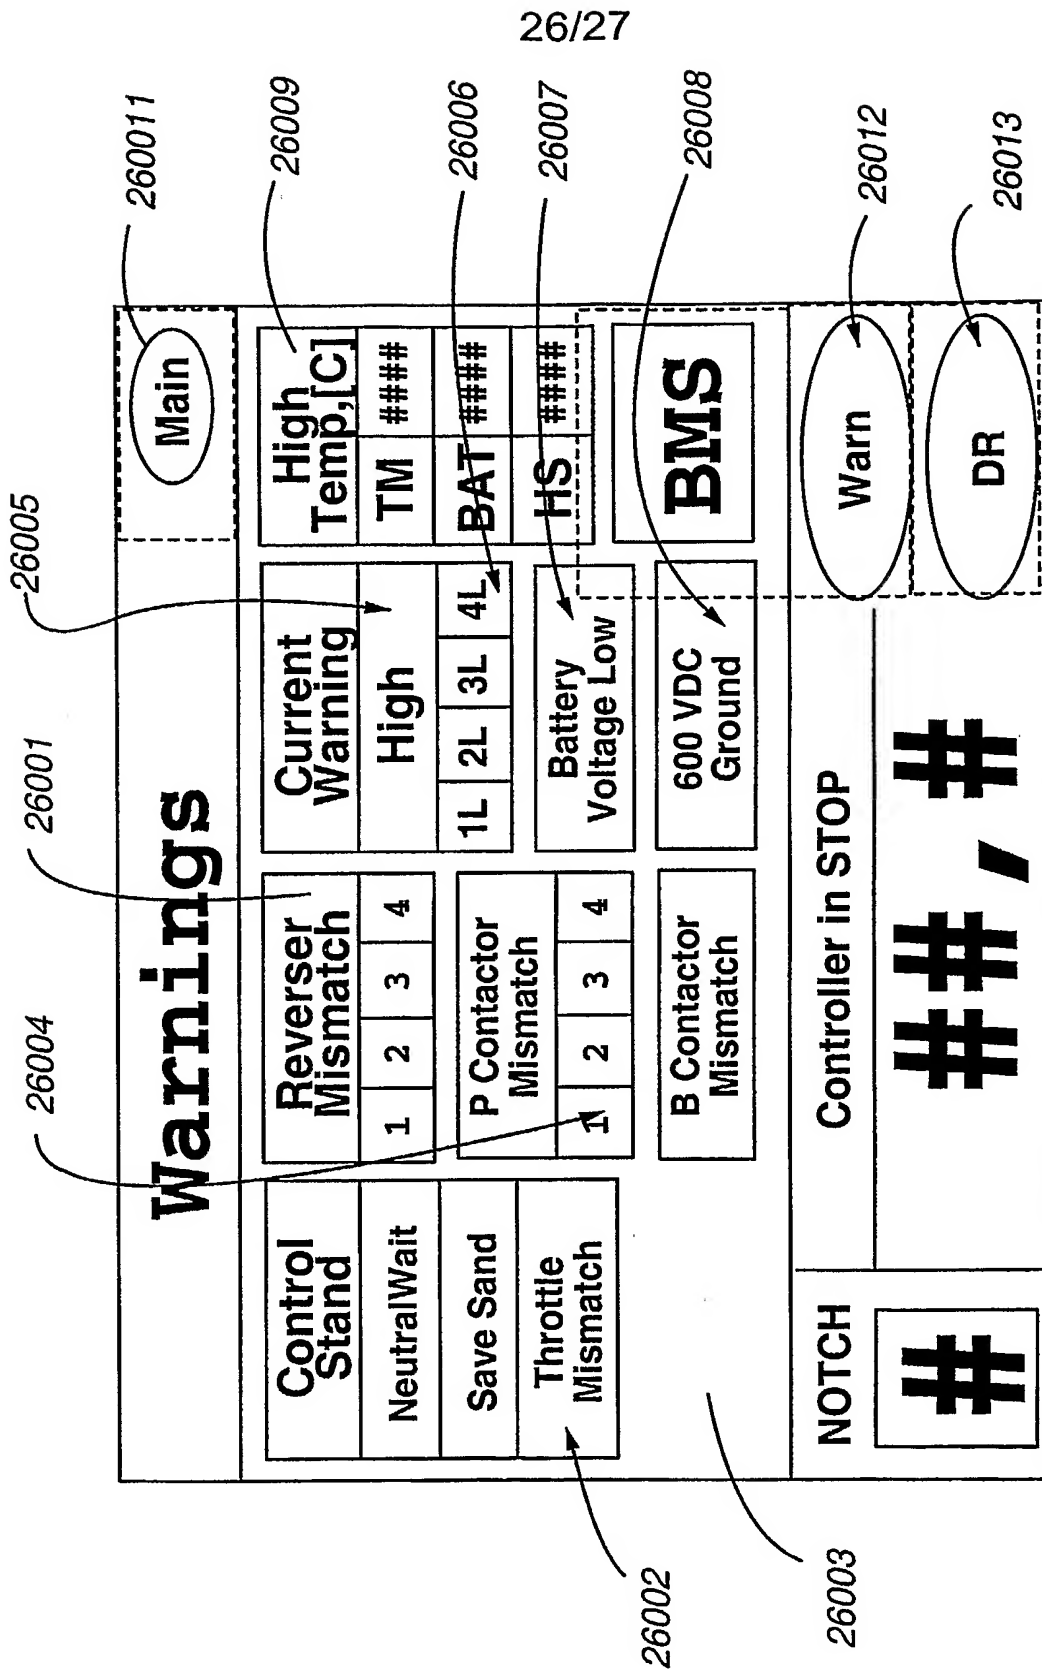 26/27
26002
26003
26004
26001
26005
26006
26007
26008
26009
260011
26012
26013
Warnings
Main
Control
Stand
NeutralWait
Save Sand
Throttle
Mismatch
Reverser
Mismatch
1 2 3 4
P Contactor
Mismatch
1 2 3 4
B Contactor
Mismatch
Current
Warning
High
1L 2L 3L 4L
Battery
Voltage Low
600 VDC
Ground
High
Temp,[C]
TM ####
BAT ####
HS ####
BMS
NOTCH
#
Controller in STOP
##,#
Warn
DR